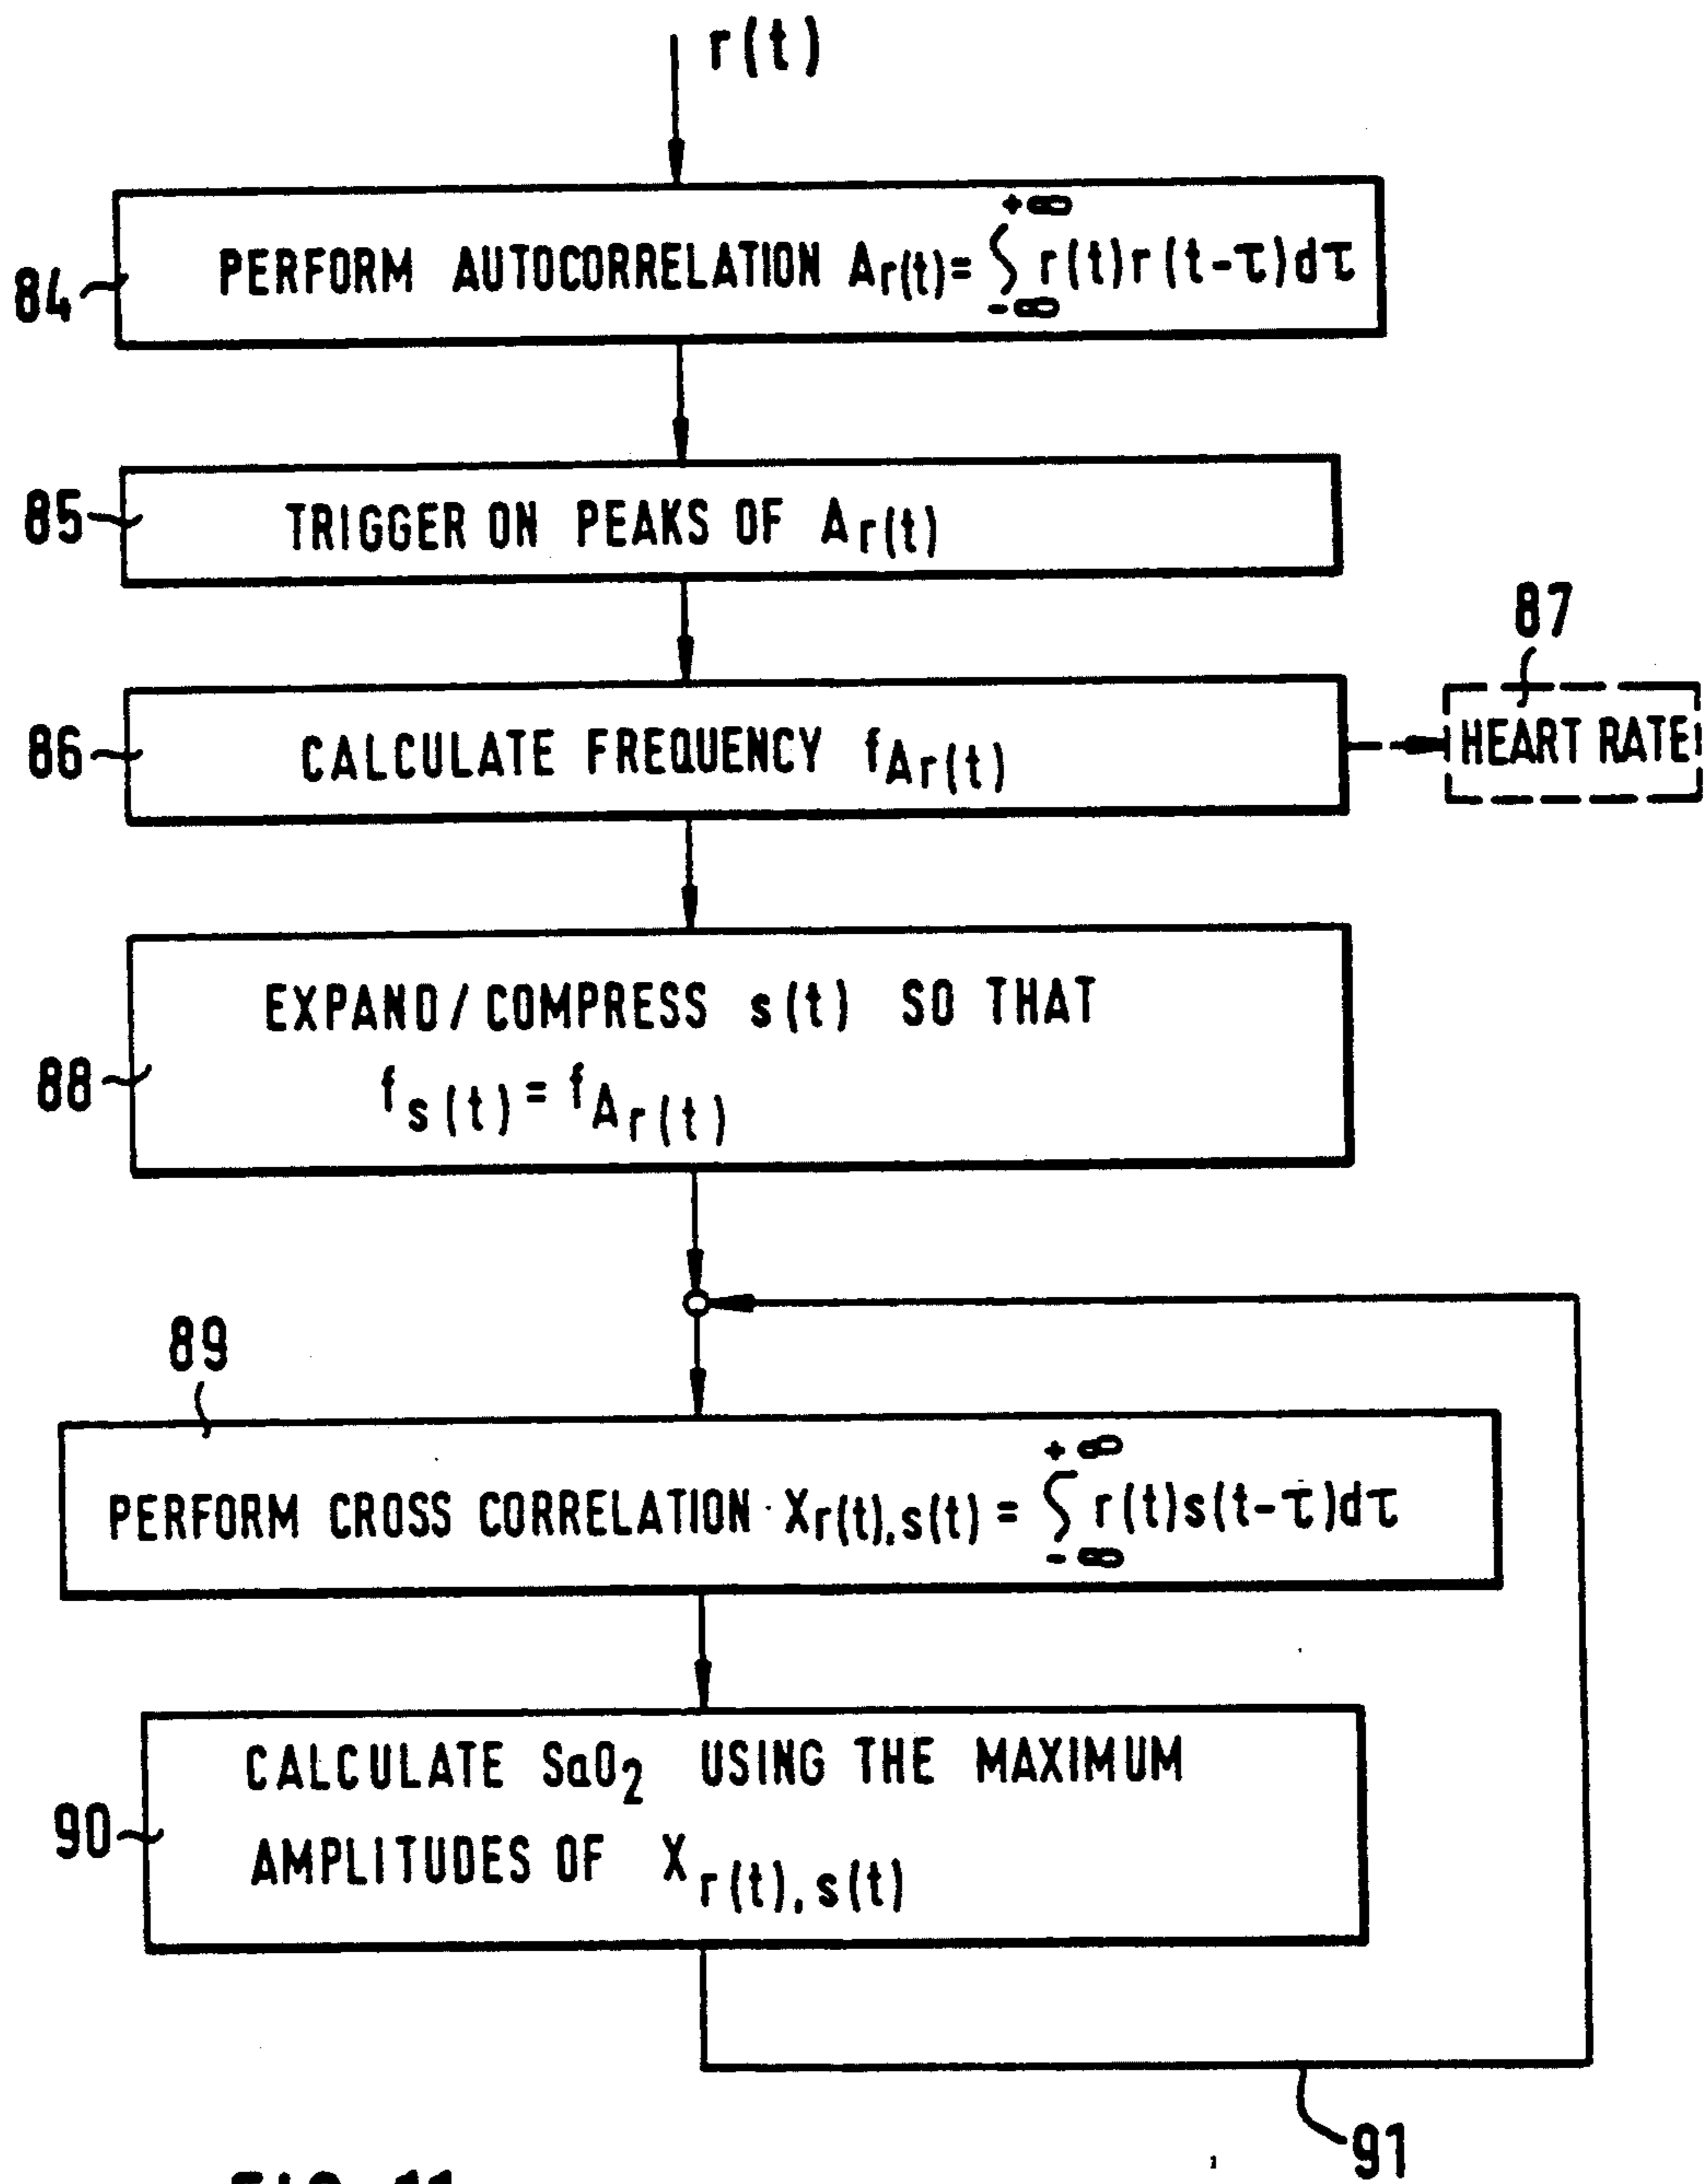 r(t)
84
PERFORM AUTOCORRELATION Ar(t)= ∫ r(t)r(t-τ)dτ
+∞
-∞
85
TRIGGER ON PEAKS OF Ar(t)
87
86
CALCULATE FREQUENCY fAr(t)
HEART RATE
88
EXPAND/COMPRESS s(t) SO THAT
fs(t)=fAr(t)
89
PERFORM CROSS CORRELATION Xr(t),s(t) = ∫ r(t)s(t-τ)dτ
+∞
-∞
90
CALCULATE SaO2 USING THE MAXIMUM
AMPLITUDES OF Xr(t),s(t)
91